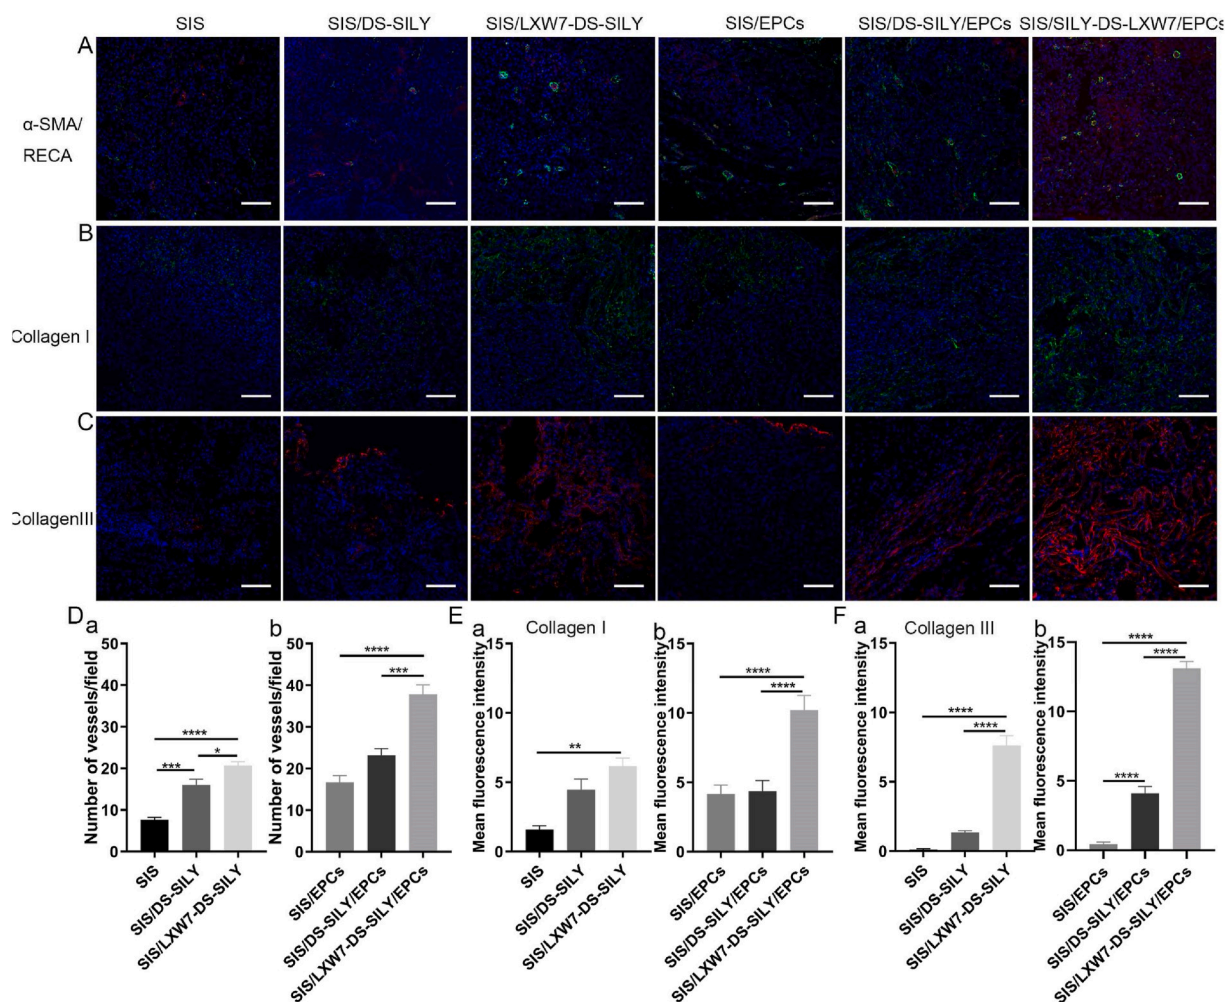 SIS SIS/DS-SILY SIS/LXW7-DS-SILY SIS/EPCs SIS/DS-SILY/EPCs SIS/SILY-DS-LXW7/EPCs
A
α-SMA/
RECA
B
Collagen I
C
CollagenIII
D
a
Number of vessels/field
50
40
30
20
10
0
****
***
*
SIS
SIS/DS-SILY
SIS/LXW7-DS-SILY
b
Number of vessels/field
50
40
30
20
10
0
****
***
SIS/EPCs
SIS/DS-SILY/EPCs
SIS/LXW7-DS-SILY/EPCs
E
a
Collagen I
Mean fluorescence intensity
15
10
5
0
**
SIS
SIS/DS-SILY
SIS/LXW7-DS-SILY
b
Mean fluorescence intensity
15
10
5
0
****
****
SIS/EPCs
SIS/DS-SILY/EPCs
SIS/LXW7-DS-SILY/EPCs
F
a
Collagen III
Mean fluorescence intensity
15
10
5
0
****
****
SIS
SIS/DS-SILY
SIS/LXW7-DS-SILY
b
Mean fluorescence intensity
15
10
5
0
****
****
****
SIS/EPCs
SIS/DS-SILY/EPCs
SIS/LXW7-DS-SILY/EPCs